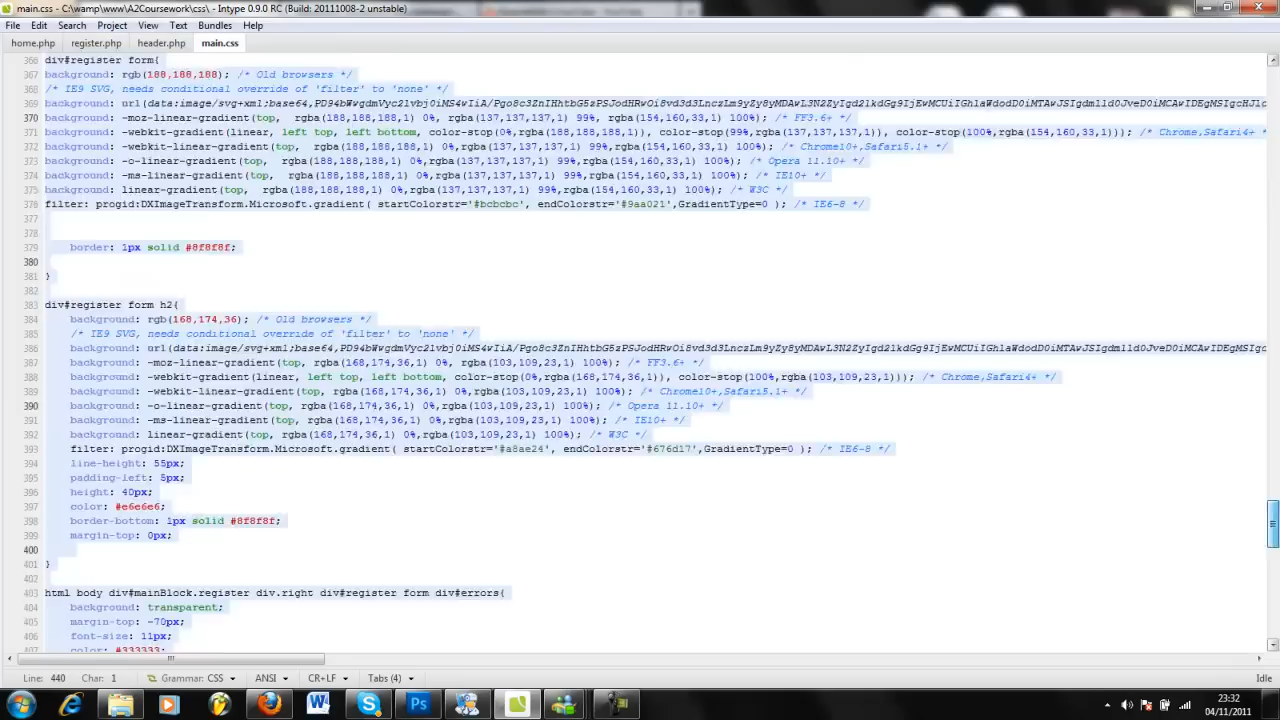 main.css - C:\wamp\www\A2Coursework\css\ - Intype 0.9.0 RC (Build: 20111008-2 unstable)
File Edit Search Project View Text Bundles Help
home.php register.php header.php main.css
366 div#register form{
367 background: rgb(188,188,188); /* Old browsers */
368 /* IE9 SVG, needs conditional override of 'filter' to 'none' */
369 background: url(data:image/svg+xml;base64,
370 -moz-linear-gradient(top, rgba(188,188,188,1) 0%, rgba(137,137,137,1) 99%, rgba(154,160,33,1) 100%); /* FF3.6+ */
371 background: -webkit-gradient(linear, left top, left bottom, color-stop(0%,rgba(188,188,188,1)), color-stop(99%,rgba(137,137,137,1)), color-stop(100%,rgba(154,160,33,1))); /* Chrome,Safari4+ *
372 background: -webkit-linear-gradient(top, rgba(188,188,188,1) 0%,rgba(137,137,137,1) 99%,rgba(154,160,33,1) 100%); /* Chrome10+,Safari5.1+ */
373 background: -o-linear-gradient(top, rgba(188,188,188,1) 0%,rgba(137,137,137,1) 99%,rgba(154,160,33,1) 100%); /* Opera 11.10+ */
374 background: -ms-linear-gradient(top, rgba(188,188,188,1) 0%,rgba(137,137,137,1) 99%,rgba(154,160,33,1) 100%); /* IE10+ */
375 background: linear-gradient(top, rgba(188,188,188,1) 0%,rgba(137,137,137,1) 99%,rgba(154,160,33,1) 100%); /* W3C */
376 filter: progid:DXImageTransform.Microsoft.gradient( startColorstr='#bcbcbc', endColorstr='#9aa021',GradientType=0 ); /* IE6-8 */
377
378
379 border: 1px solid #8f8f8f;
380
381 }
382
383 div#register form h2{
384 background: rgb(168,174,36); /* Old browsers */
385 /* IE9 SVG, needs conditional override of 'filter' to 'none' */
386 background: url(data:image/svg+xml;base64,
387 background: -moz-linear-gradient(top, rgba(168,174,36,1) 0%, rgba(103,109,23,1) 100%); /* FF3.6+ */
388 background: -webkit-gradient(linear, left top, left bottom, color-stop(0%,rgba(168,174,36,1)), color-stop(100%,rgba(103,109,23,1))); /* Chrome,Safari4+ */
389 background: -webkit-linear-gradient(top, rgba(168,174,36,1) 0%,rgba(103,109,23,1) 100%); /* Chrome10+,Safari5.1+ */
390 background: -o-linear-gradient(top, rgba(168,174,36,1) 0%,rgba(103,109,23,1) 100%); /* Opera 11.10+ */
391 background: -ms-linear-gradient(top, rgba(168,174,36,1) 0%,rgba(103,109,23,1) 100%); /* IE10+ */
392 background: linear-gradient(top, rgba(168,174,36,1) 0%,rgba(103,109,23,1) 100%); /* W3C */
393 filter: progid:DXImageTransform.Microsoft.gradient( startColorstr='#a8ae24', endColorstr='#676d17',GradientType=0 ); /* IE6-8 */
394 line-height: 55px;
395 padding-left: 5px;
396 height: 40px;
397 color: #e6e6e6;
398 border-bottom: 1px solid #8f8f8f;
399 margin-top: 0px;
400
401 }
402
403 html body div#mainBlock.register div.right div#register form div#errors{
404 background: transparent;
405 margin-top: -70px;
406 font-size: 11px;
407 color: #333333;
Line: 440 Char: 1 Grammar: CSS ANSI CR+LF Tabs (4) Idle
23:32
04/11/2011